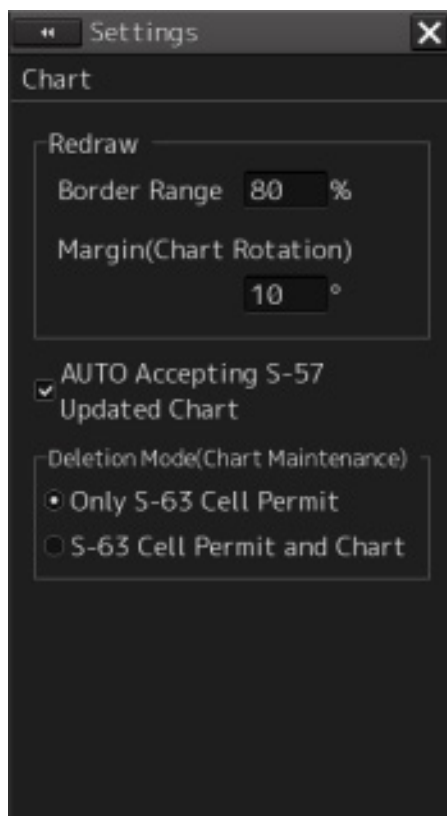 Settings
Chart
Redraw
Border Range 80 %
Margin(Chart Rotation)
10 °
AUTO Accepting S-57
Updated Chart
Deletion Mode(Chart Maintenance)
Only S-63 Cell Permit
S-63 Cell Permit and Chart